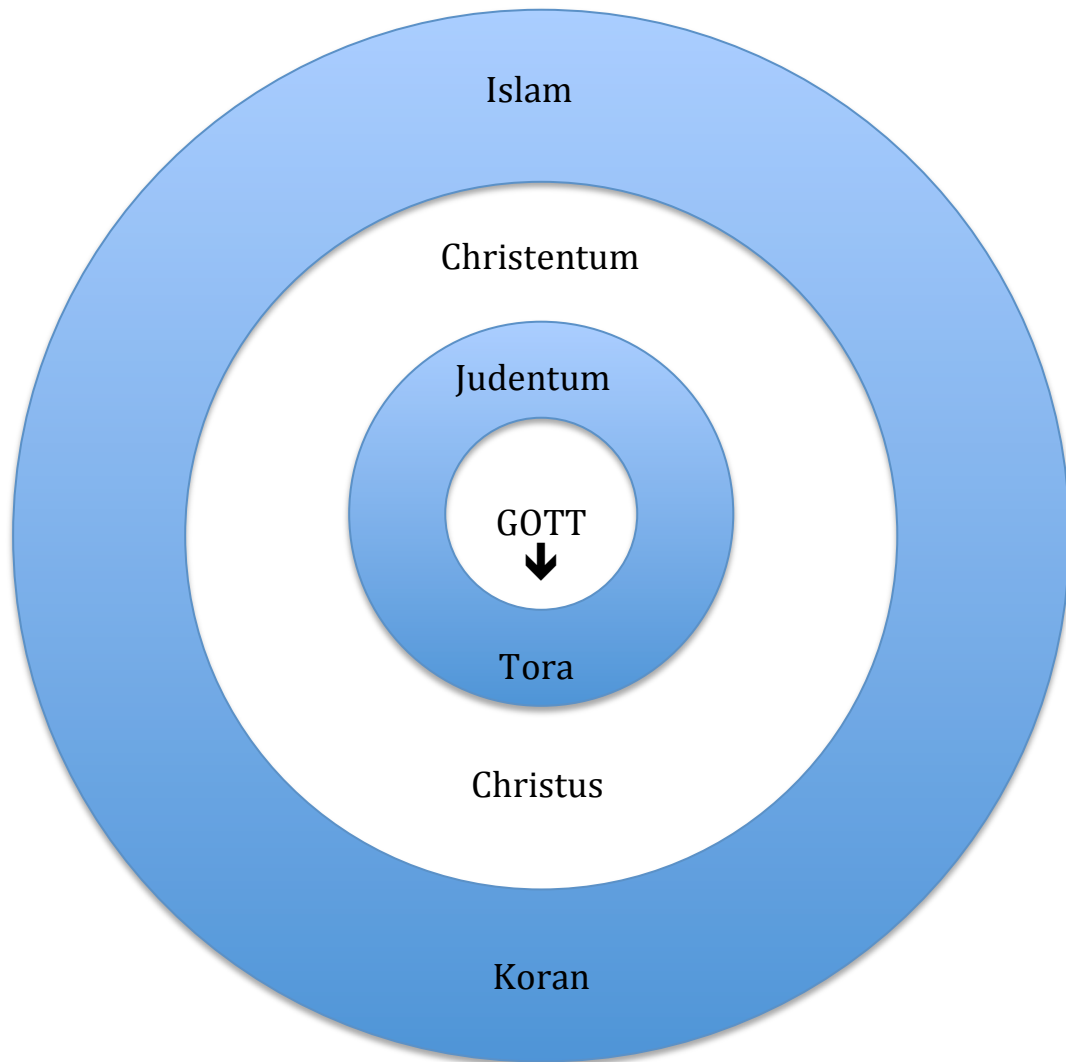 Islam
Christentum
Judentum
GOTT
Tora
Christus
Koran